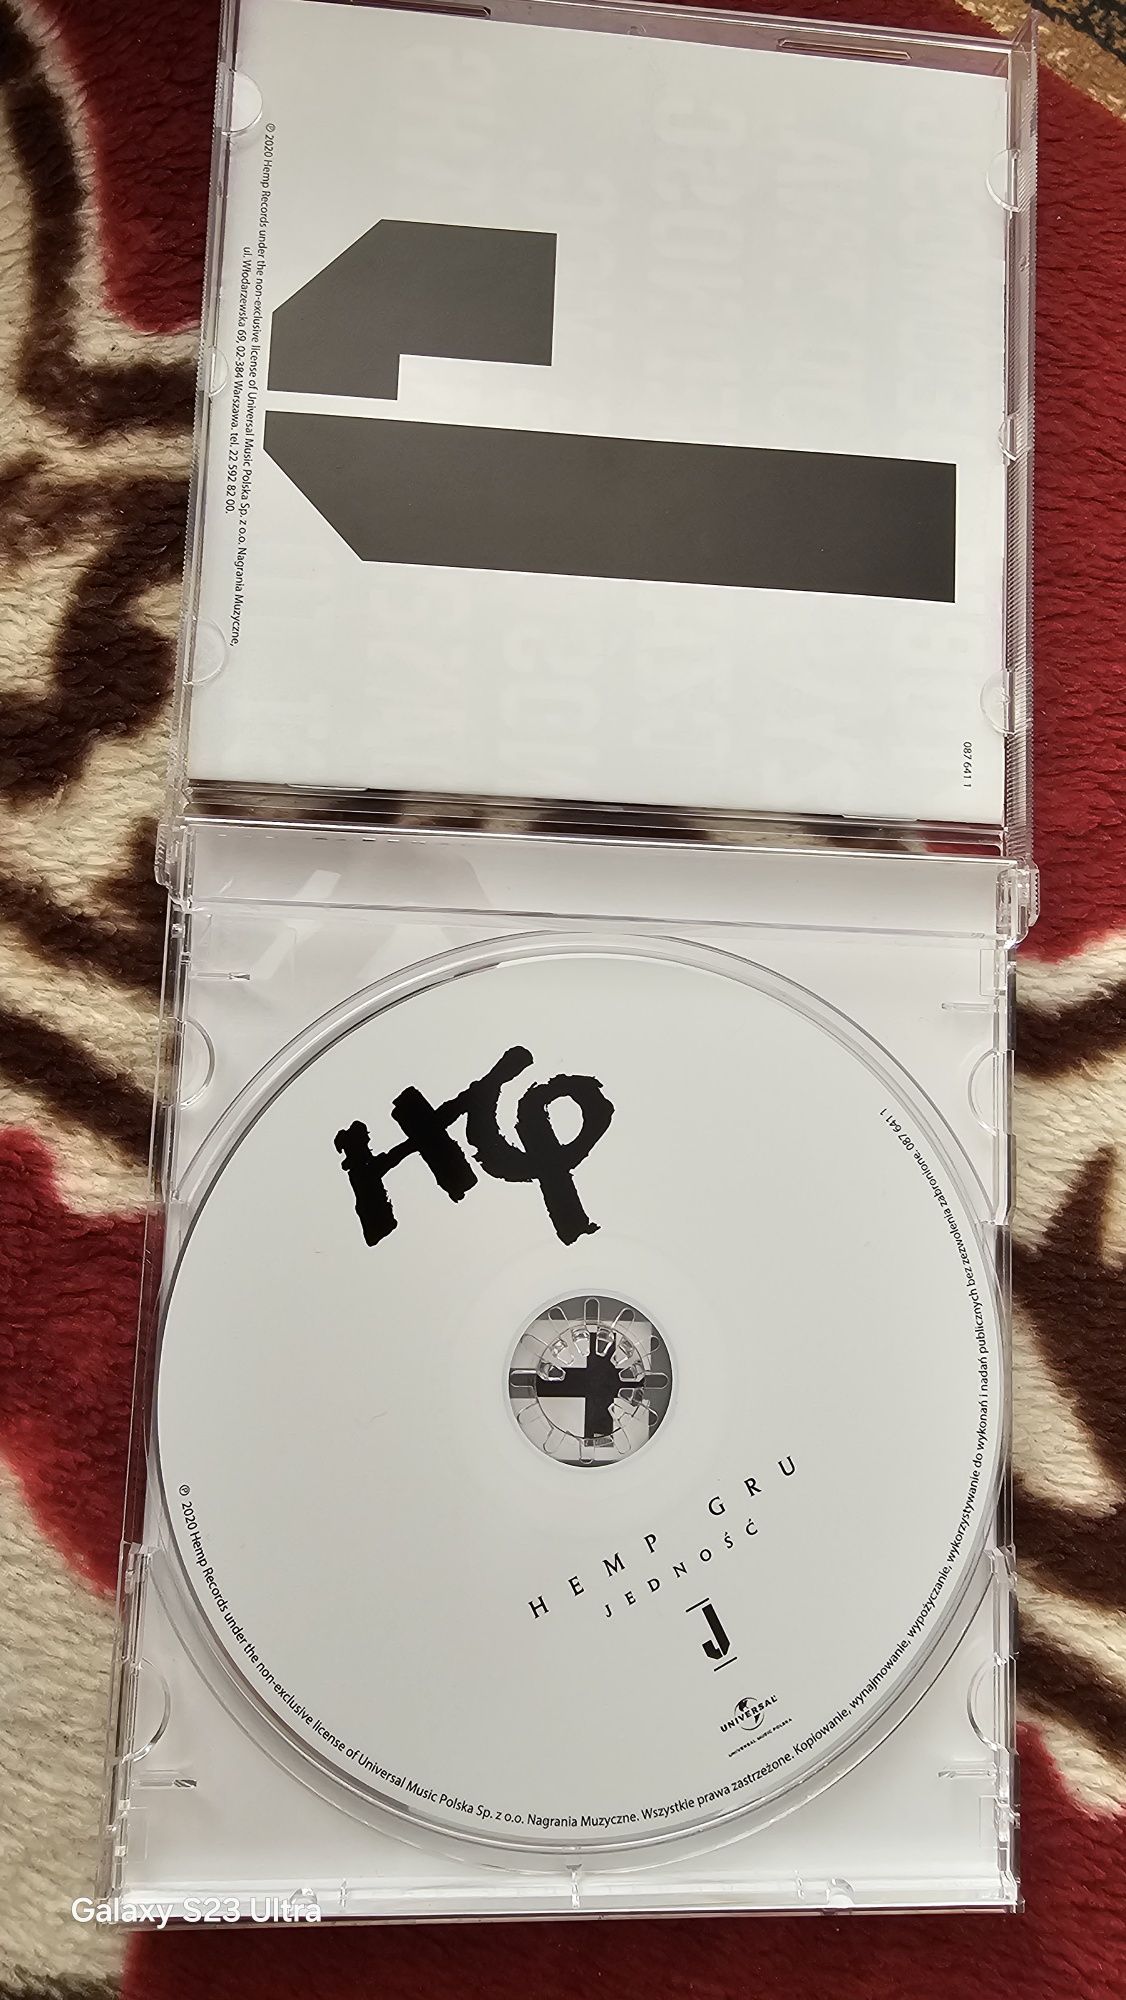 ℗ 2020 Hemp Records under the non-exclusive license of Universal Music Polska Sp. z o.o. Nagrania Muzyczne,
ul. Włodarzewska 69, 02-384 Warszawa. tel. 22 592 82 00.
087 641 1
HG
HEMP GRU
JEDNOŚĆ
J
UNIVERSAL
UNIVERSAL MUSIC POLSKA
℗ 2020 Hemp Records under the non-exclusive license of Universal Music Polska Sp. z o.o. Nagrania Muzyczne. Wszystkie prawa zastrzeżone. Kopiowanie, wynajmowanie, wypożyczanie, wykorzystywanie do wykonań i nadań publicznych bez zezwolenia zabronione. 087 641 1
Galaxy S23 Ultra